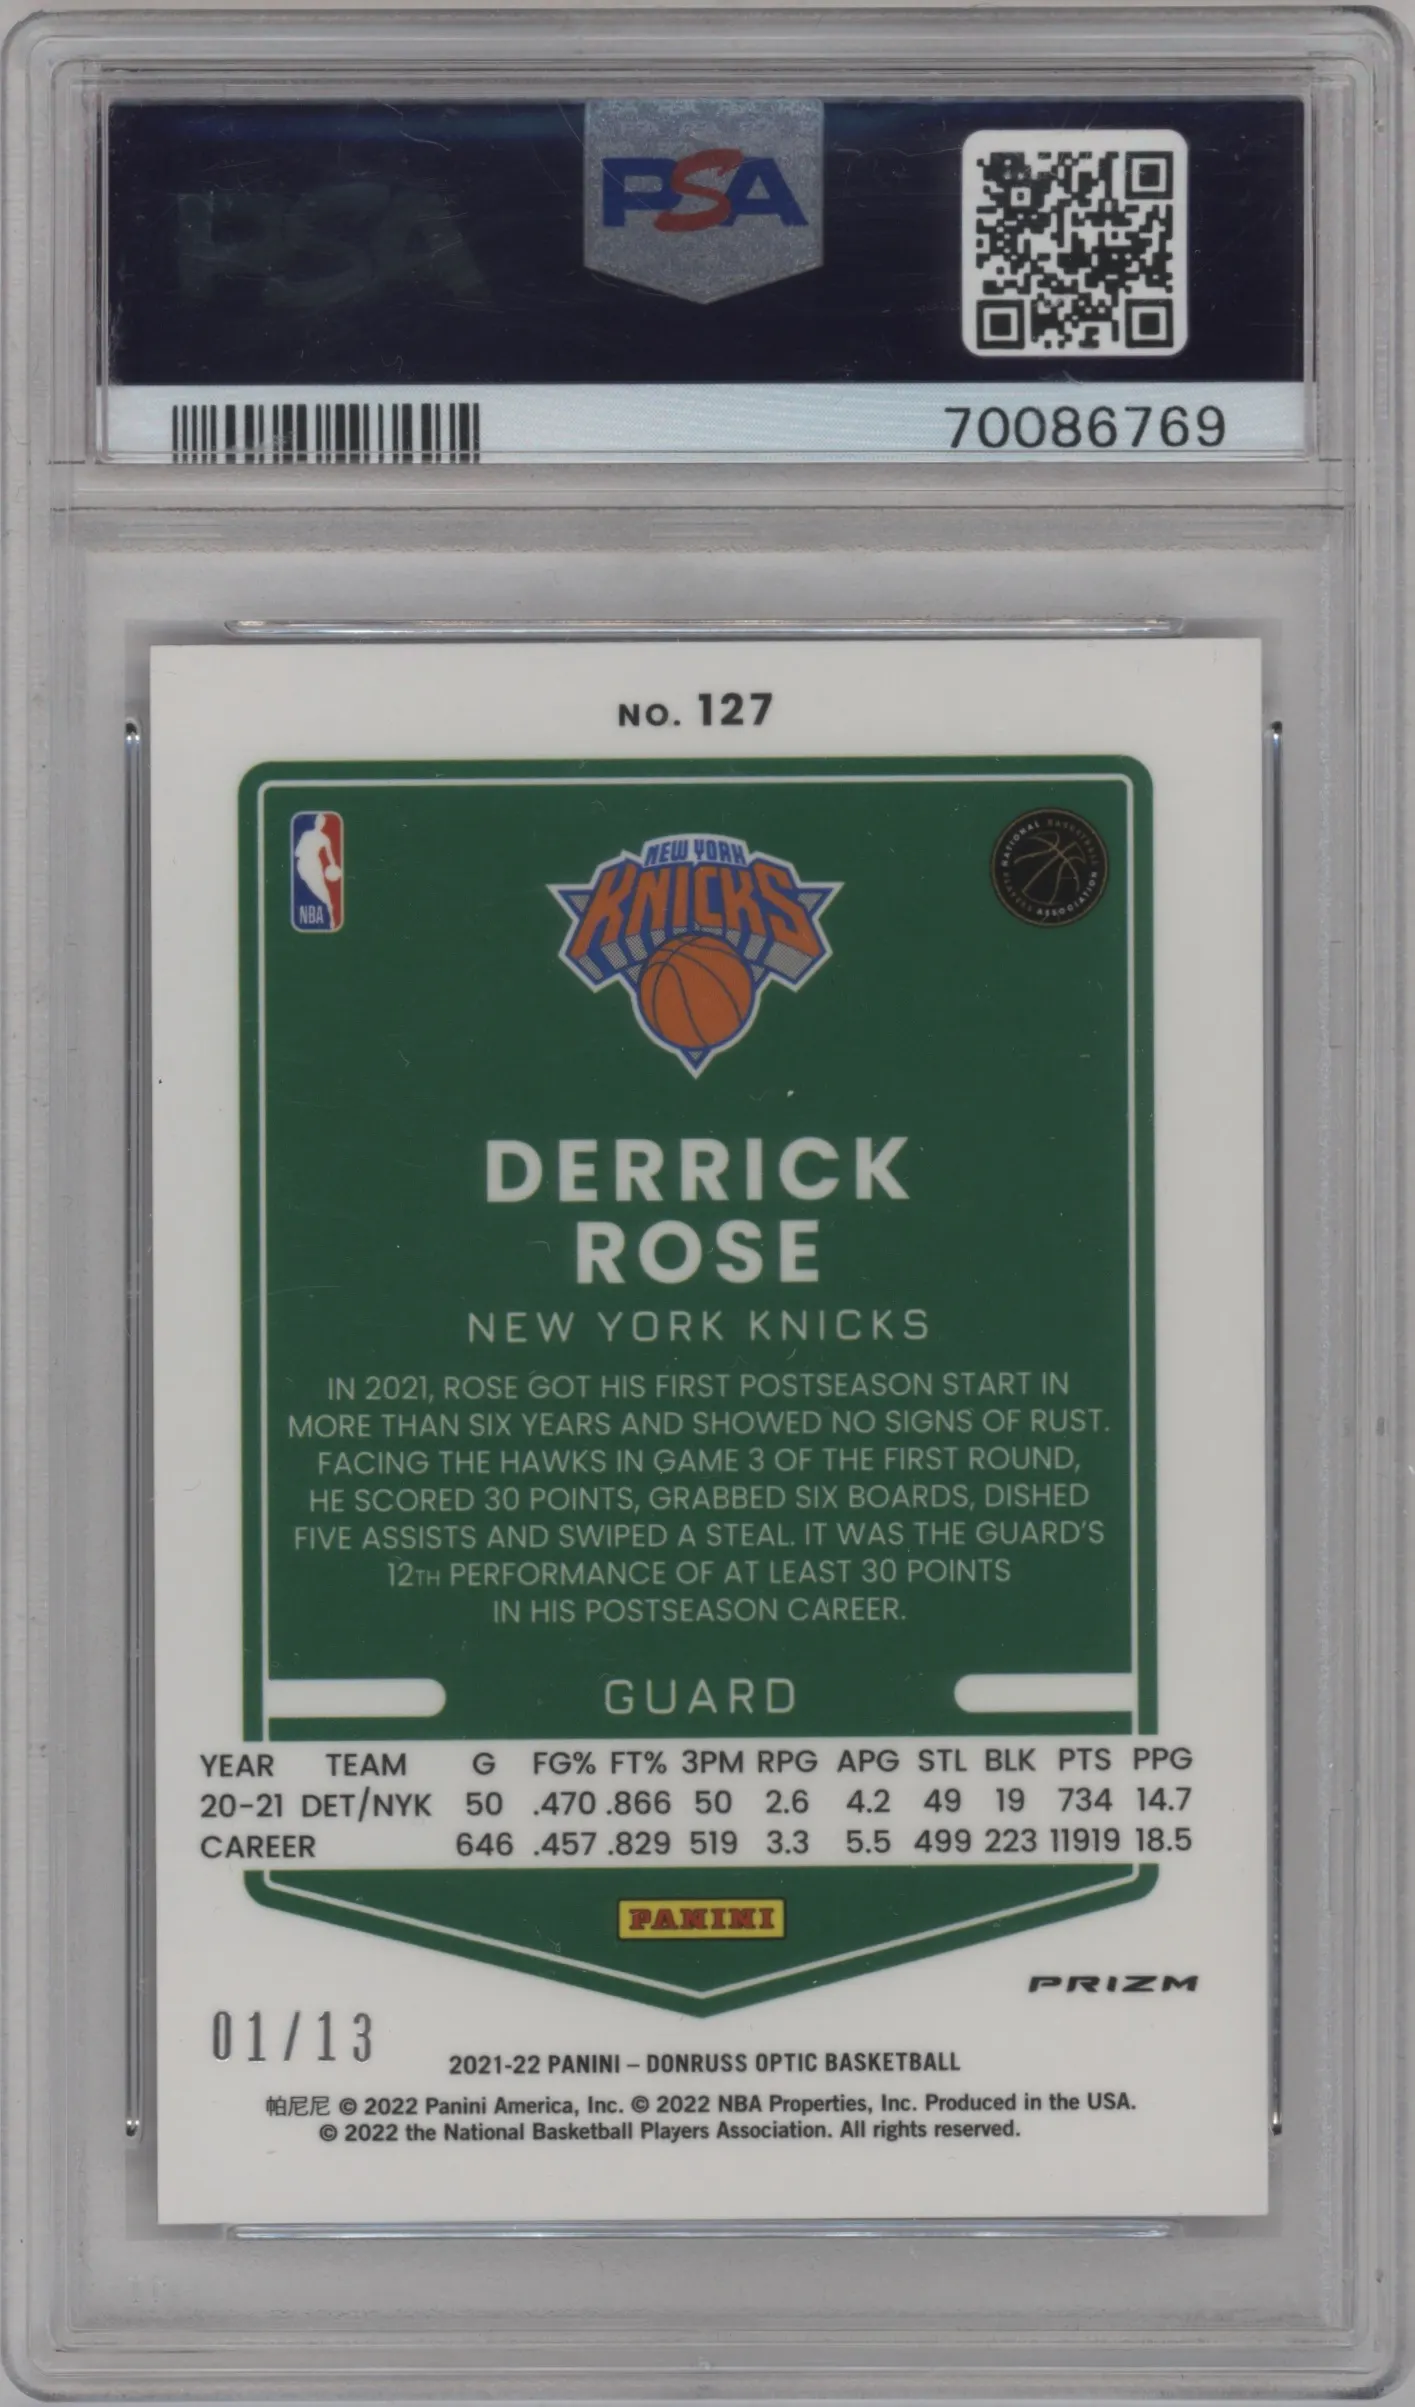 PSA
PSA
70086769
NO. 127
NBA
NATIONAL BASKETBALL PLAYERS ASSOCIATION
NEW YORK
KNICKS
DERRICK
ROSE
NEW YORK KNICKS
IN 2021, ROSE GOT HIS FIRST POSTSEASON START IN
MORE THAN SIX YEARS AND SHOWED NO SIGNS OF RUST.
FACING THE HAWKS IN GAME 3 OF THE FIRST ROUND,
HE SCORED 30 POINTS, GRABBED SIX BOARDS, DISHED
FIVE ASSISTS AND SWIPED A STEAL. IT WAS THE GUARD'S
12TH PERFORMANCE OF AT LEAST 30 POINTS
IN HIS POSTSEASON CAREER.
GUARD
YEAR TEAM G FG% FT% 3PM RPG APG STL BLK PTS PPG
20-21 DET/NYK 50 .470 .866 50 2.6 4.2 49 19 734 14.7
CAREER 646 .457 .829 519 3.3 5.5 499 223 11919 18.5
PANINI
PRIZM
01/13
2021-22 PANINI – DONRUSS OPTIC BASKETBALL
帕尼尼 © 2022 Panini America, Inc. © 2022 NBA Properties, Inc. Produced in the USA.
© 2022 the National Basketball Players Association. All rights reserved.